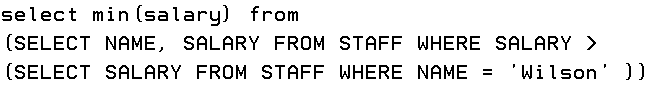 select min(salary) from
(SELECT NAME, SALARY FROM STAFF WHERE SALARY >
(SELECT SALARY FROM STAFF WHERE NAME = 'Wilson' ))